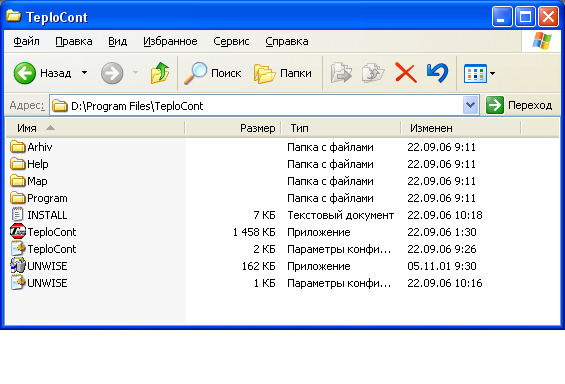 TeploCont
Файл Правка Вид Избранное Сервис Справка
Назад Поиск Папки
Адрес: D:\Program Files\TeploCont Переход
Имя Размер Тип Изменен
Arhiv Папка с файлами 22.09.06 9:11
Help Папка с файлами 22.09.06 9:11
Map Папка с файлами 22.09.06 9:11
Program Папка с файлами 22.09.06 9:11
INSTALL 7 КБ Текстовый документ 22.09.06 10:18
TeploCont 1 458 КБ Приложение 22.09.06 1:30
TeploCont 2 КБ Параметры конфи... 22.09.06 9:26
UNWISE 162 КБ Приложение 05.11.01 9:30
UNWISE 1 КБ Параметры конфи... 22.09.06 10:16